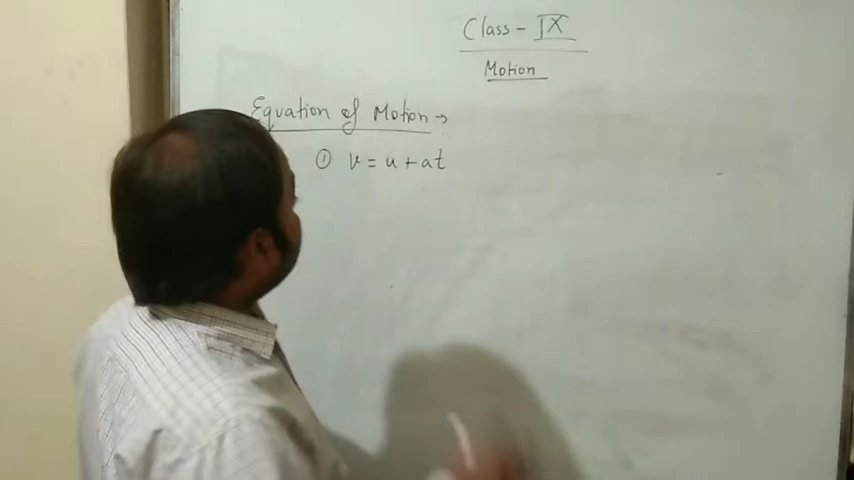 Class - IX
Motion
Equation of Motion →
① v = u + at